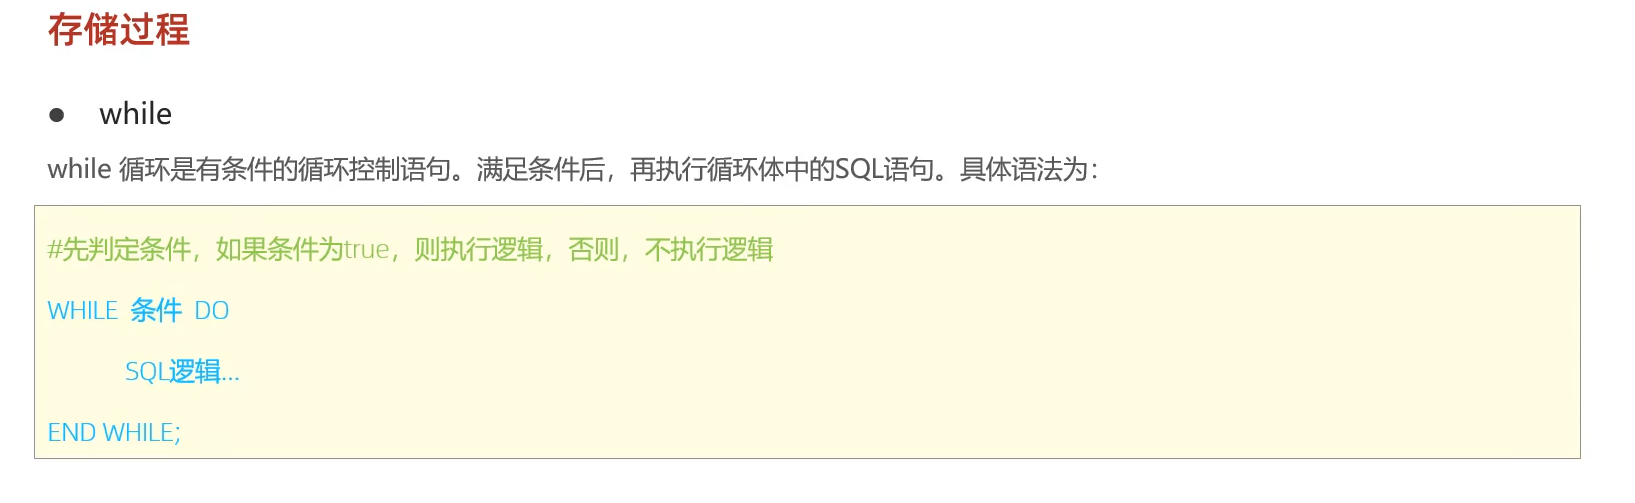 存储过程
● while
while 循环是有条件的循环控制语句。满足条件后，再执行循环体中的SQL语句。具体语法为：
#先判定条件，如果条件为true，则执行逻辑，否则，不执行逻辑
WHILE 条件 DO
SQL逻辑...
END WHILE;